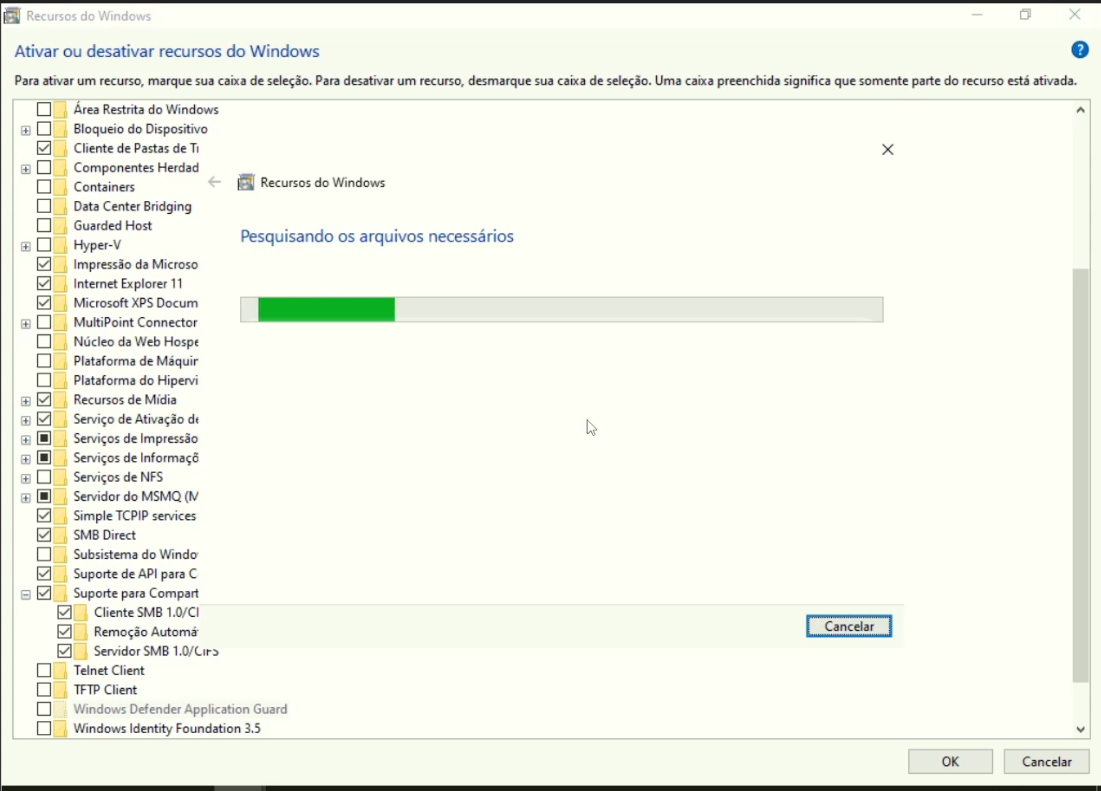 Recursos do Windows
Ativar ou desativar recursos do Windows
Para ativar um recurso, marque sua caixa de seleção. Para desativar um recurso, desmarque sua caixa de seleção. Uma caixa preenchida significa que somente parte do recurso está ativada.
Área Restrita do Windows
Bloqueio do Dispositivo
Cliente de Pastas de
Componentes Herdad
Containers
Data Center Bridging
Guarded Host
Hyper-V
Impressão da Microso
Internet Explorer 11
Microsoft XPS Docum
MultiPoint Connector
Núcleo da Web Hospe
Plataforma de Máquin
Plataforma do Hipervi
Recursos de Mídia
Serviço de Ativação de
Serviços de Impressão
Serviços de Informaçõ
Serviços de NFS
Servidor do MSMQ (M
Simple TCPIP services
SMB Direct
Subsistema do Windo
Suporte de API para C
Suporte para Compart
Cliente SMB 1.0/CI
Remoção Automá
Servidor SMB 1.0/CIFS
Telnet Client
TFTP Client
Windows Defender Application Guard
Windows Identity Foundation 3.5
Recursos do Windows
Pesquisando os arquivos necessários
Cancelar
OK
Cancelar